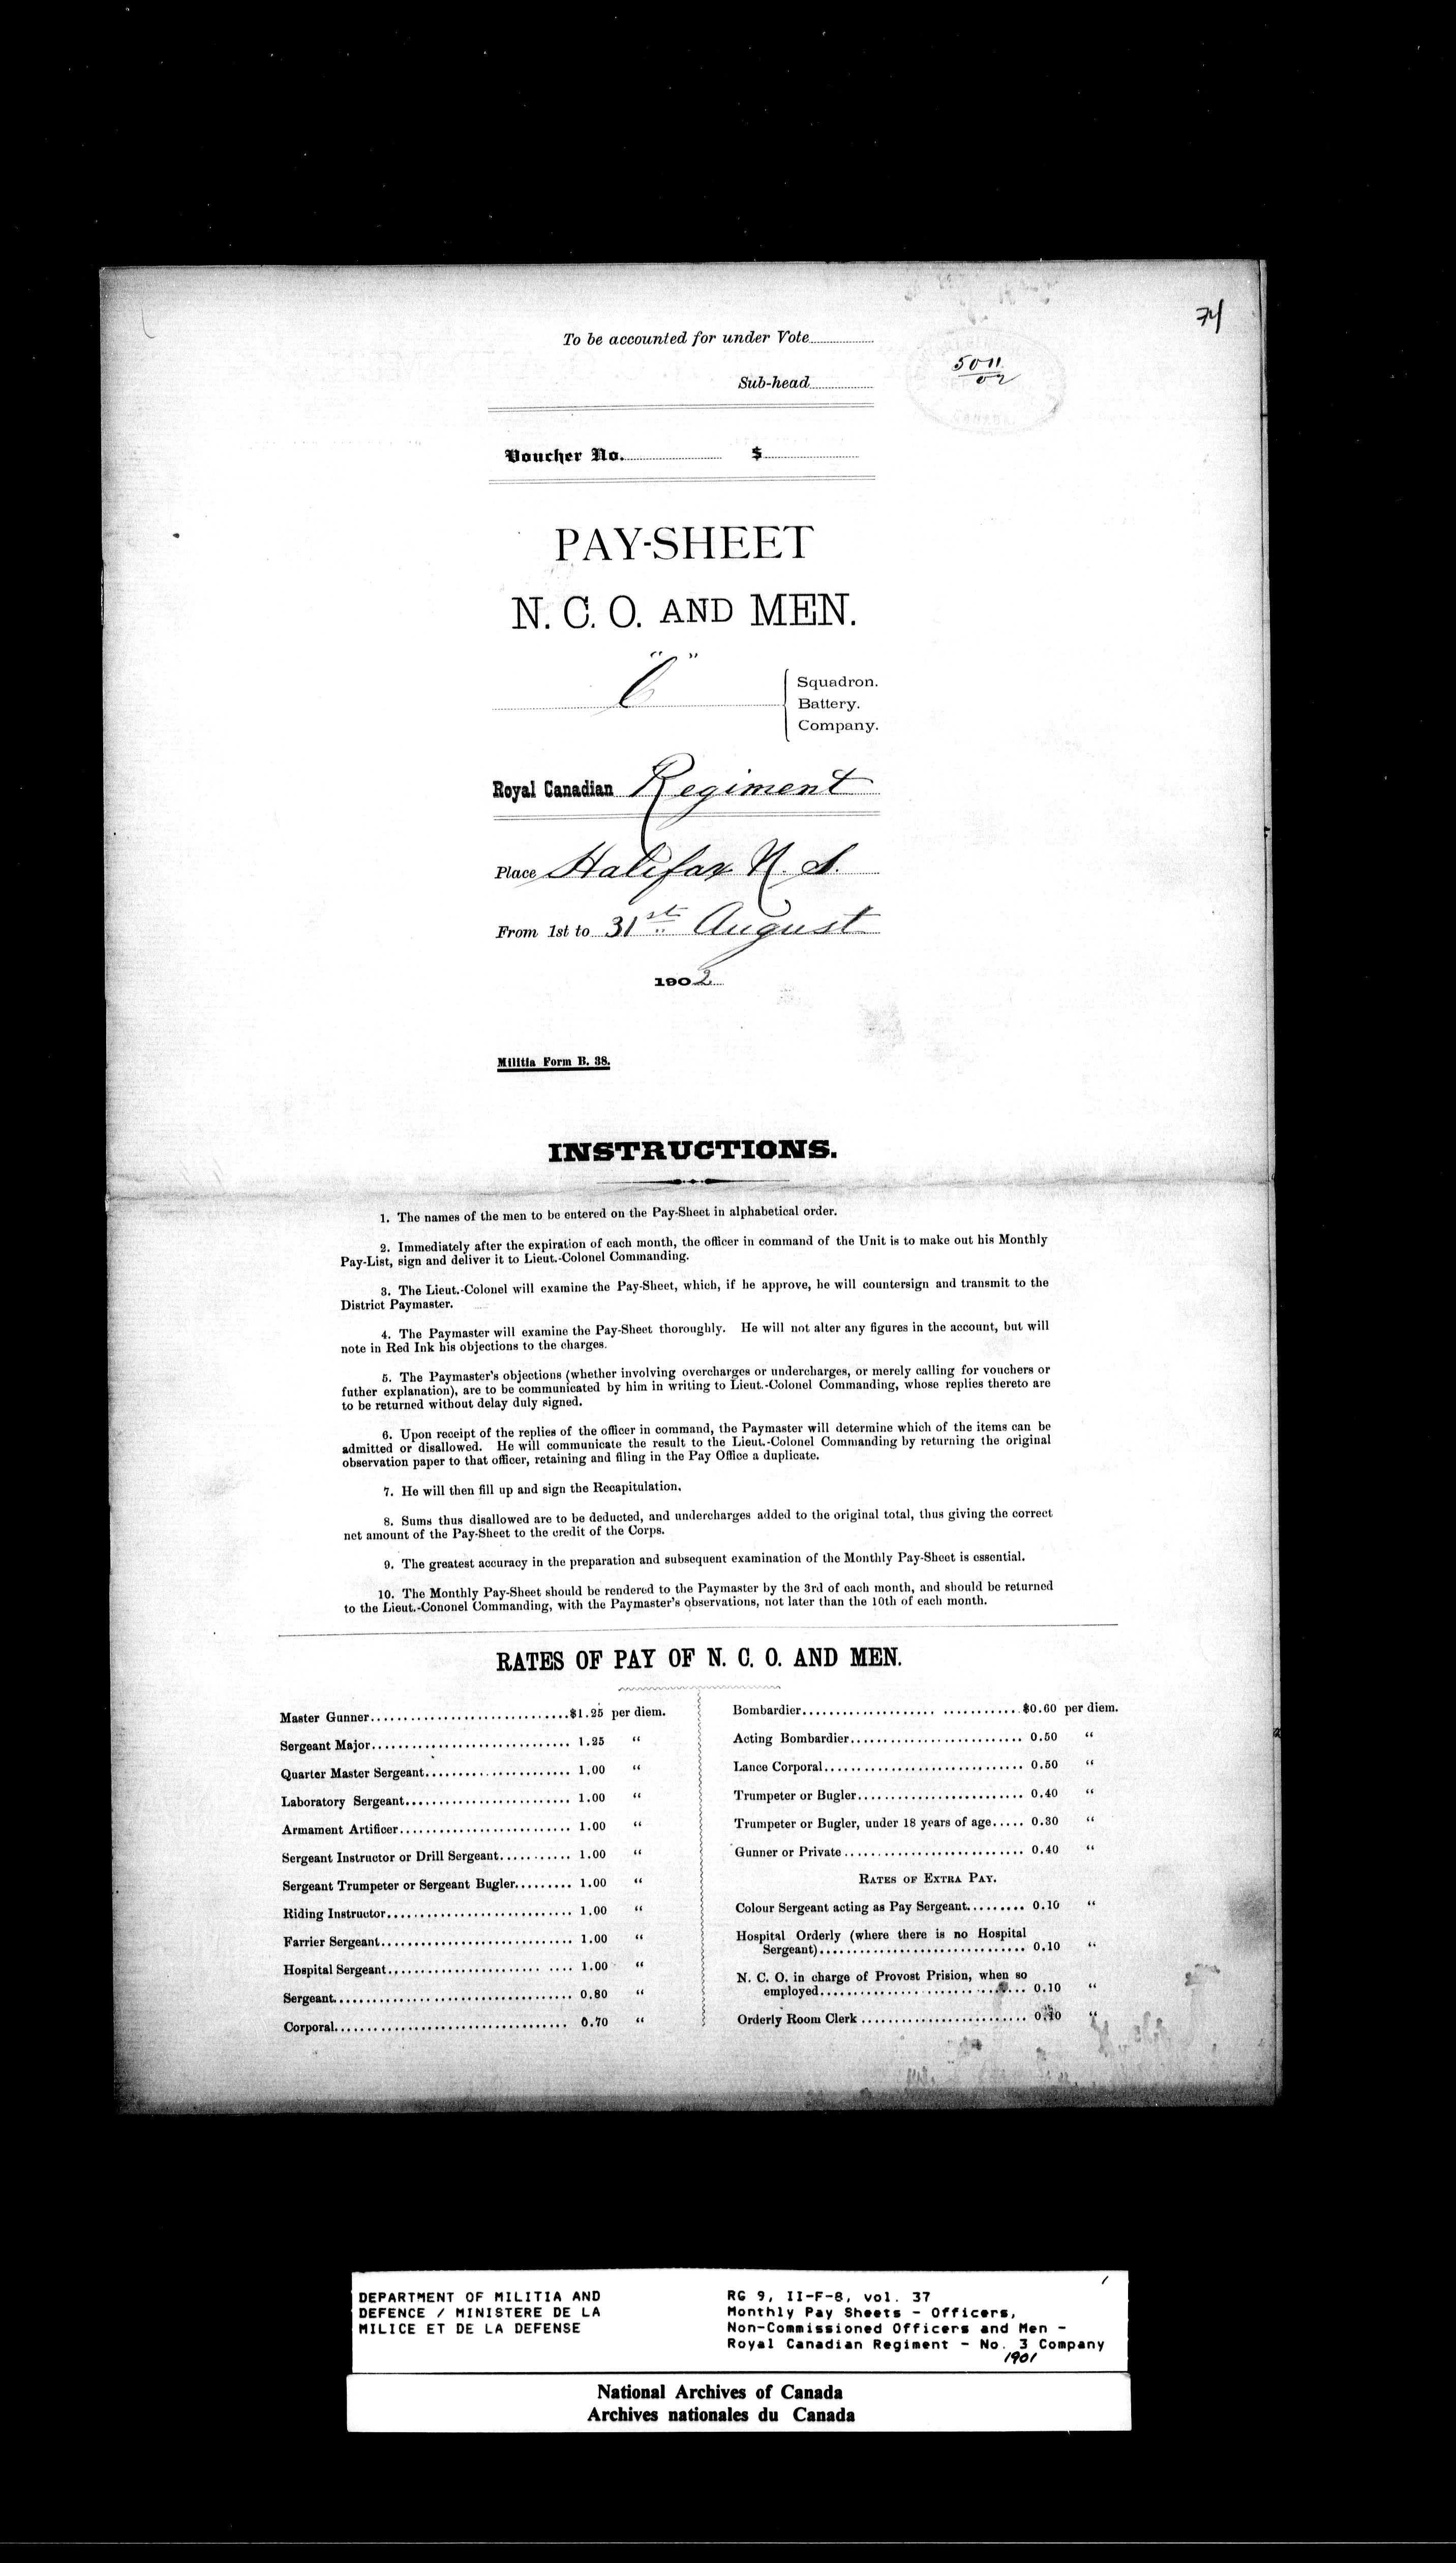 74
To be accounted for under Vote
5011
02
Sub-head
CANADA.
Voucher No. $
PAY-SHEET
N. C. O. AND MEN.
"C"
Squadron.
Battery.
Company.
Royal Canadian Regiment
Place Halifax N. S.
From 1st to 31st August
1902
Militia Form B. 38.
INSTRUCTIONS.
1. The names of the men to be entered on the Pay-Sheet in alphabetical order.
2. Immediately after the expiration of each month, the officer in command of the Unit is to make out his Monthly
Pay-List, sign and deliver it to Lieut.-Colonel Commanding.
3. The Lieut.-Colonel will examine the Pay-Sheet, which, if he approve, he will countersign and transmit to the
District Paymaster.
4. The Paymaster will examine the Pay-Sheet thoroughly. He will not alter any figures in the account, but will
note in Red Ink his objections to the charges.
5. The Paymaster's objections (whether involving overcharges or undercharges, or merely calling for vouchers or
futher explanation), are to be communicated by him in writing to Lieut.-Colonel Commanding, whose replies thereto are
to be returned without delay duly signed.
6. Upon receipt of the replies of the officer in command, the Paymaster will determine which of the items can be
admitted or disallowed. He will communicate the result to the Lieut.-Colonel Commanding by returning the original
observation paper to that officer, retaining and filing in the Pay Office a duplicate.
7. He will then fill up and sign the Recapitulation.
8. Sums thus disallowed are to be deducted, and undercharges added to the original total, thus giving the correct
net amount of the Pay-Sheet to the credit of the Corps.
9. The greatest accuracy in the preparation and subsequent examination of the Monthly Pay-Sheet is essential.
10. The Monthly Pay-Sheet should be rendered to the Paymaster by the 3rd of each month, and should be returned
to the Lieut.-Cononel Commanding, with the Paymaster's observations, not later than the 10th of each month.
RATES OF PAY OF N. C. O. AND MEN.
Master Gunner............................$1.25 per diem.
Sergeant Major............................ 1.25 "
Quarter Master Sergeant...................... 1.00 "
Laboratory Sergeant......................... 1.00 "
Armament Artificer.......................... 1.00 "
Sergeant Instructor or Drill Sergeant........... 1.00 "
Sergeant Trumpeter or Sergeant Bugler......... 1.00 "
Riding Instructor............................ 1.00 "
Farrier Sergeant............................. 1.00 "
Hospital Sergeant........................... 1.00 "
Sergeant.................................... 0.80 "
Corporal................................... 0.70 "
Bombardier................................$0.60 per diem.
Acting Bombardier.......................... 0.50 "
Lance Corporal.............................. 0.50 "
Trumpeter or Bugler......................... 0.40 "
Trumpeter or Bugler, under 18 years of age..... 0.30 "
Gunner or Private........................... 0.40 "
RATES OF EXTRA PAY.
Colour Sergeant acting as Pay Sergeant......... 0.10 "
Hospital Orderly (where there is no Hospital
Sergeant)............................... 0.10 "
N. C. O. in charge of Provost Prision, when so
employed............................... 0.10 "
Orderly Room Clerk......................... "
1
DEPARTMENT OF MILITIA AND
DEFENCE / MINISTERE DE LA
MILICE ET DE LA DEFENSE
RG 9, II-F-8, vol. 37
Monthly Pay Sheets - Officers,
Non-Commissioned Officers and Men -
Royal Canadian Regiment - No. 3 Company
1901
National Archives of Canada
Archives nationales du Canada